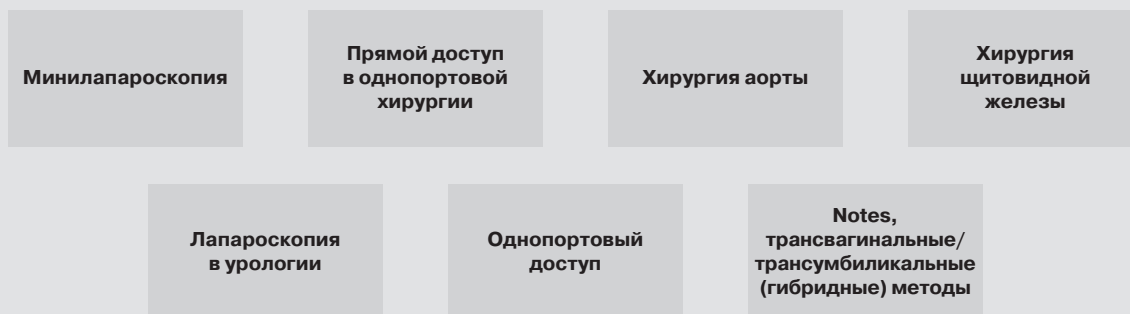 Минилапароскопия
Прямой доступ
в однопортовой
хирургии
Хирургия аорты
Хирургия
щитовидной
железы
Лапароскопия
в урологии
Однопортовый
доступ
Notes,
трансвагинальные/
трансумбиликальные
(гибридные) методы